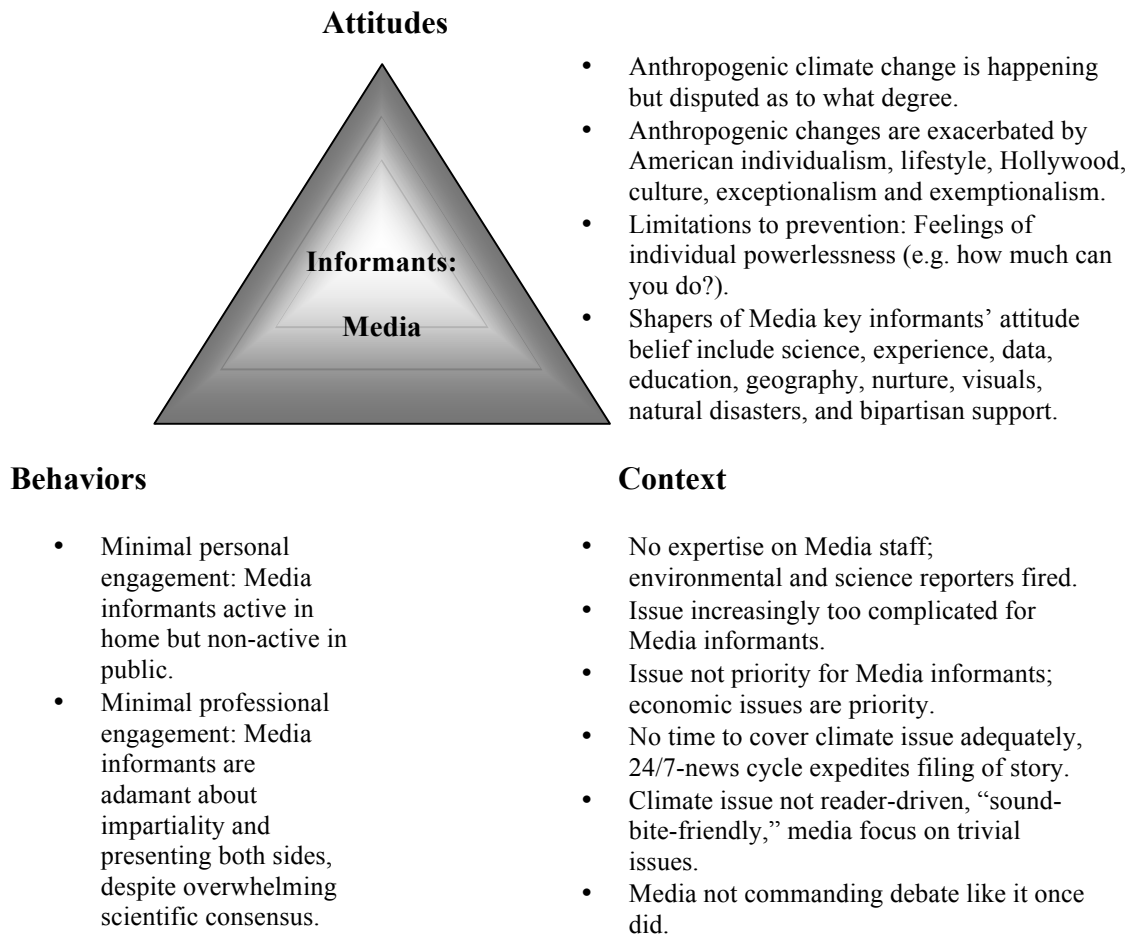 Attitudes
Informants:
Media
• Anthropogenic climate change is happening
but disputed as to what degree.
• Anthropogenic changes are exacerbated by
American individualism, lifestyle, Hollywood,
culture, exceptionalism and exemptionalism.
• Limitations to prevention: Feelings of
individual powerlessness (e.g. how much can
you do?).
• Shapers of Media key informants’ attitude
belief include science, experience, data,
education, geography, nurture, visuals,
natural disasters, and bipartisan support.
Behaviors
• Minimal personal
engagement: Media
informants active in
home but non-active in
public.
• Minimal professional
engagement: Media
informants are
adamant about
impartiality and
presenting both sides,
despite overwhelming
scientific consensus.
Context
• No expertise on Media staff;
environmental and science reporters fired.
• Issue increasingly too complicated for
Media informants.
• Issue not priority for Media informants;
economic issues are priority.
• No time to cover climate issue adequately,
24/7-news cycle expedites filing of story.
• Climate issue not reader-driven, “sound-
bite-friendly,” media focus on trivial
issues.
• Media not commanding debate like it once
did.